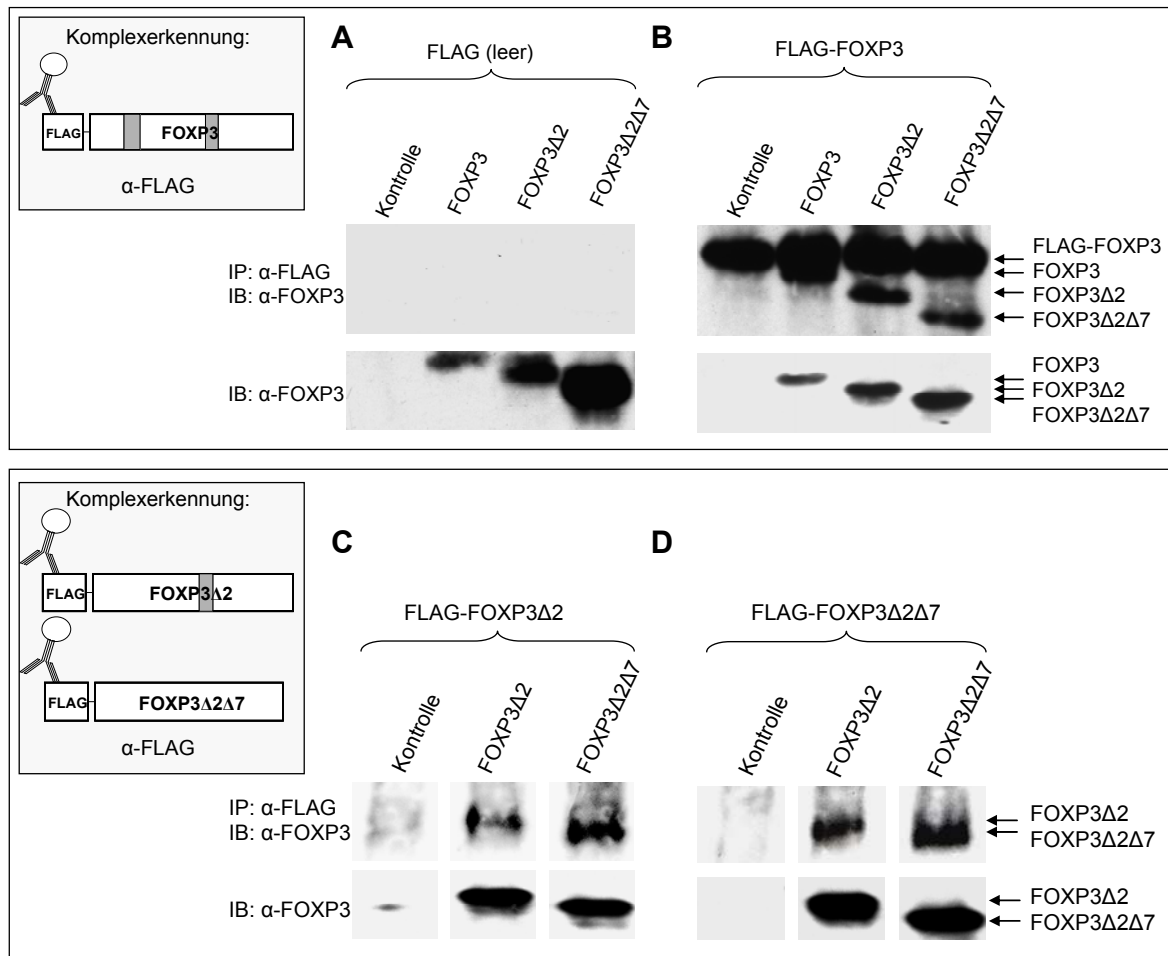 Komplexerkennung:
FLAG
FOXP3
α-FLAG
A
FLAG (leer)
Kontrolle
FOXP3
FOXP3Δ2
FOXP3Δ2Δ7
IP: α-FLAG
IB: α-FOXP3
IB: α-FOXP3
B
FLAG-FOXP3
Kontrolle
FOXP3
FOXP3Δ2
FOXP3Δ2Δ7
FLAG-FOXP3
FOXP3
FOXP3Δ2
FOXP3Δ2Δ7
FOXP3
FOXP3Δ2
FOXP3Δ2Δ7
Komplexerkennung:
FLAG
FOXP3Δ2
FLAG
FOXP3Δ2Δ7
α-FLAG
C
FLAG-FOXP3Δ2
Kontrolle
FOXP3Δ2
FOXP3Δ2Δ7
IP: α-FLAG
IB: α-FOXP3
IB: α-FOXP3
D
FLAG-FOXP3Δ2Δ7
Kontrolle
FOXP3Δ2
FOXP3Δ2Δ7
FOXP3Δ2
FOXP3Δ2Δ7
FOXP3Δ2
FOXP3Δ2Δ7